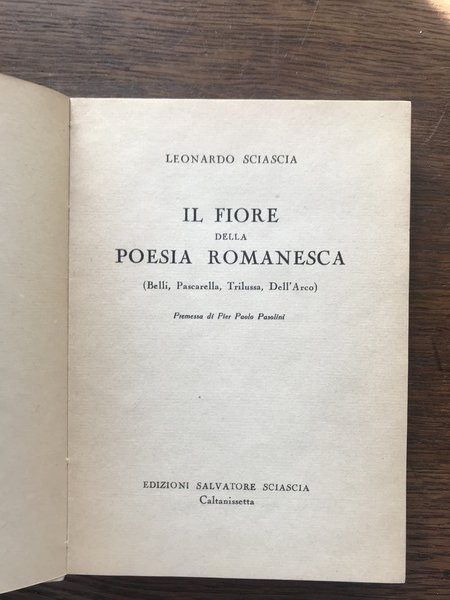 LEONARDO SCIASCIA
IL FIORE
DELLA
POESIA ROMANESCA
(Belli, Pascarella, Trilussa, Dell'Arco)
Premessa di Pier Paolo Pasolini
EDIZIONI SALVATORE SCIASCIA
Caltanissetta